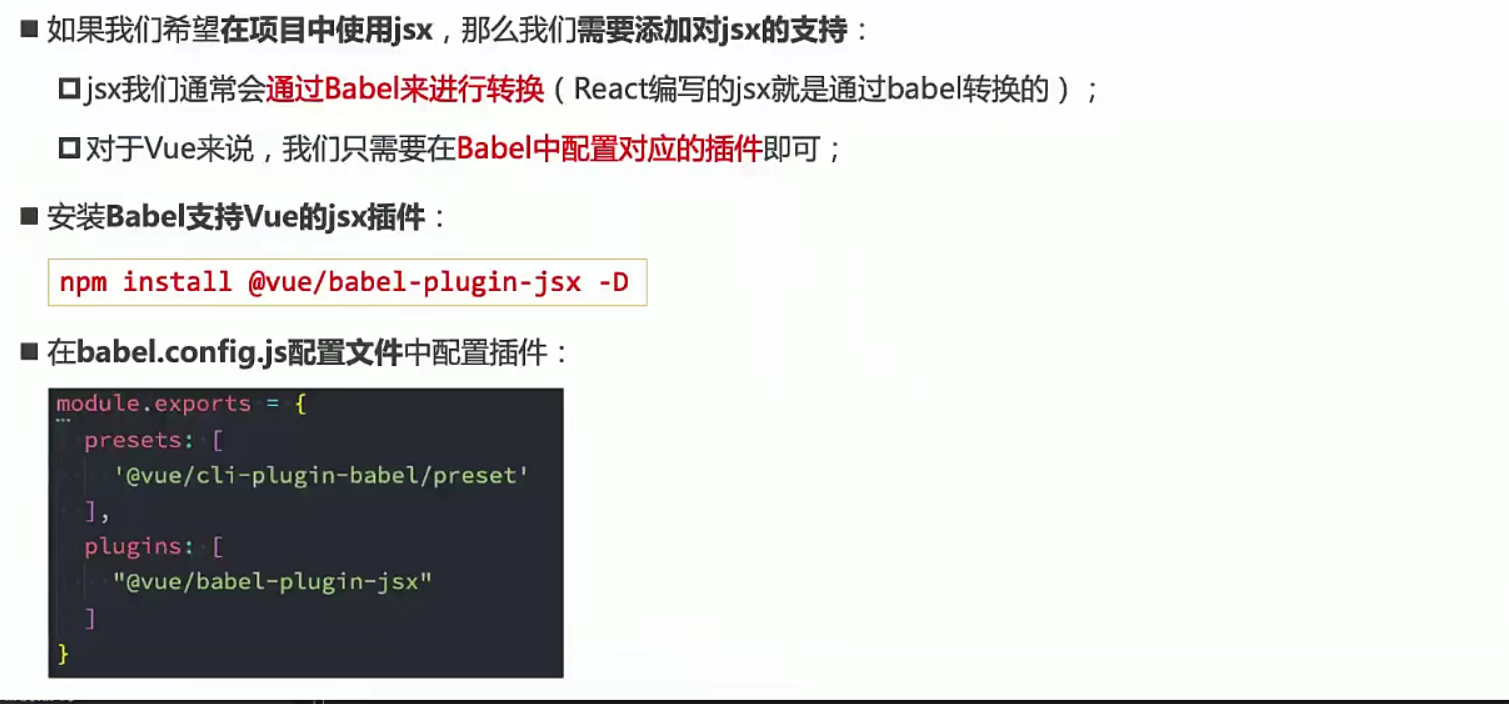 如果我们希望在项目中使用jsx，那么我们需要添加对jsx的支持：
jsx我们通常会通过Babel来进行转换（React编写的jsx就是通过babel转换的）；
对于Vue来说，我们只需要在Babel中配置对应的插件即可；
安装Babel支持Vue的jsx插件：
npm install @vue/babel-plugin-jsx -D
在babel.config.js配置文件中配置插件：
module.exports = {
presets: [
'@vue/cli-plugin-babel/preset'
],
plugins: [
"@vue/babel-plugin-jsx"
]
}